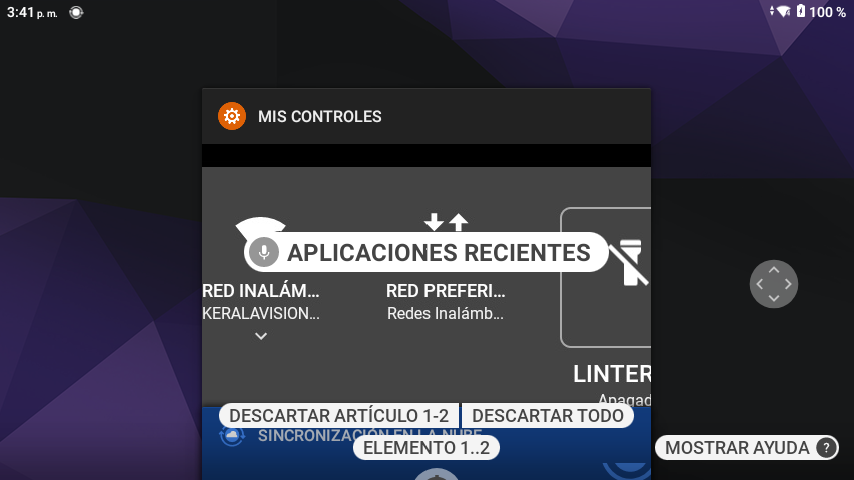 3:41 p. m.
100 %
MIS CONTROLES
APLICACIONES RECIENTES
RED INALÁM...
RED PREFERI...
KERALAVISION...
Redes Inalámb...
LINTER
Apagad
DESCARTAR ARTÍCULO 1-2
DESCARTAR TODO
SINCRONIZACIÓN EN LA NUBE
ELEMENTO 1..2
MOSTRAR AYUDA ?